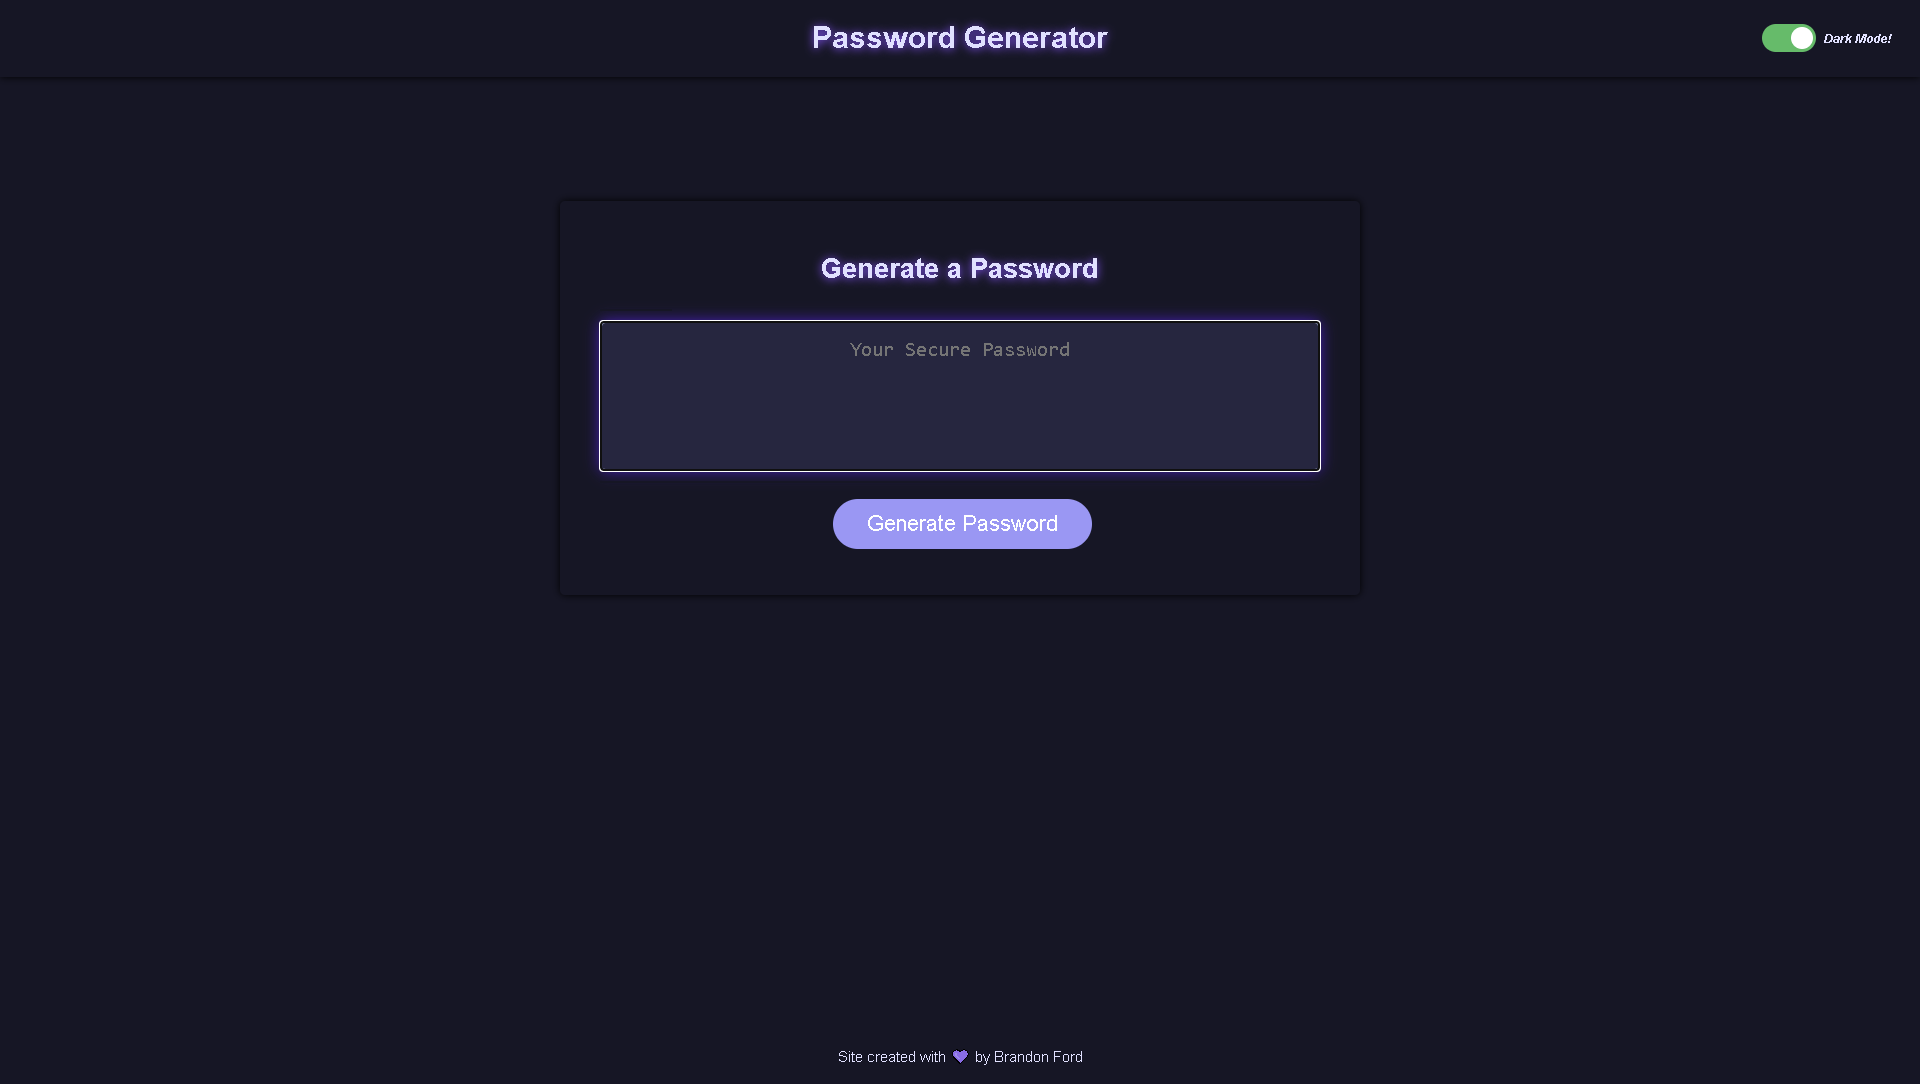 Password Generator
Dark Mode!
Generate a Password
Your Secure Password
Generate Password
Site created with 💜 by Brandon Ford